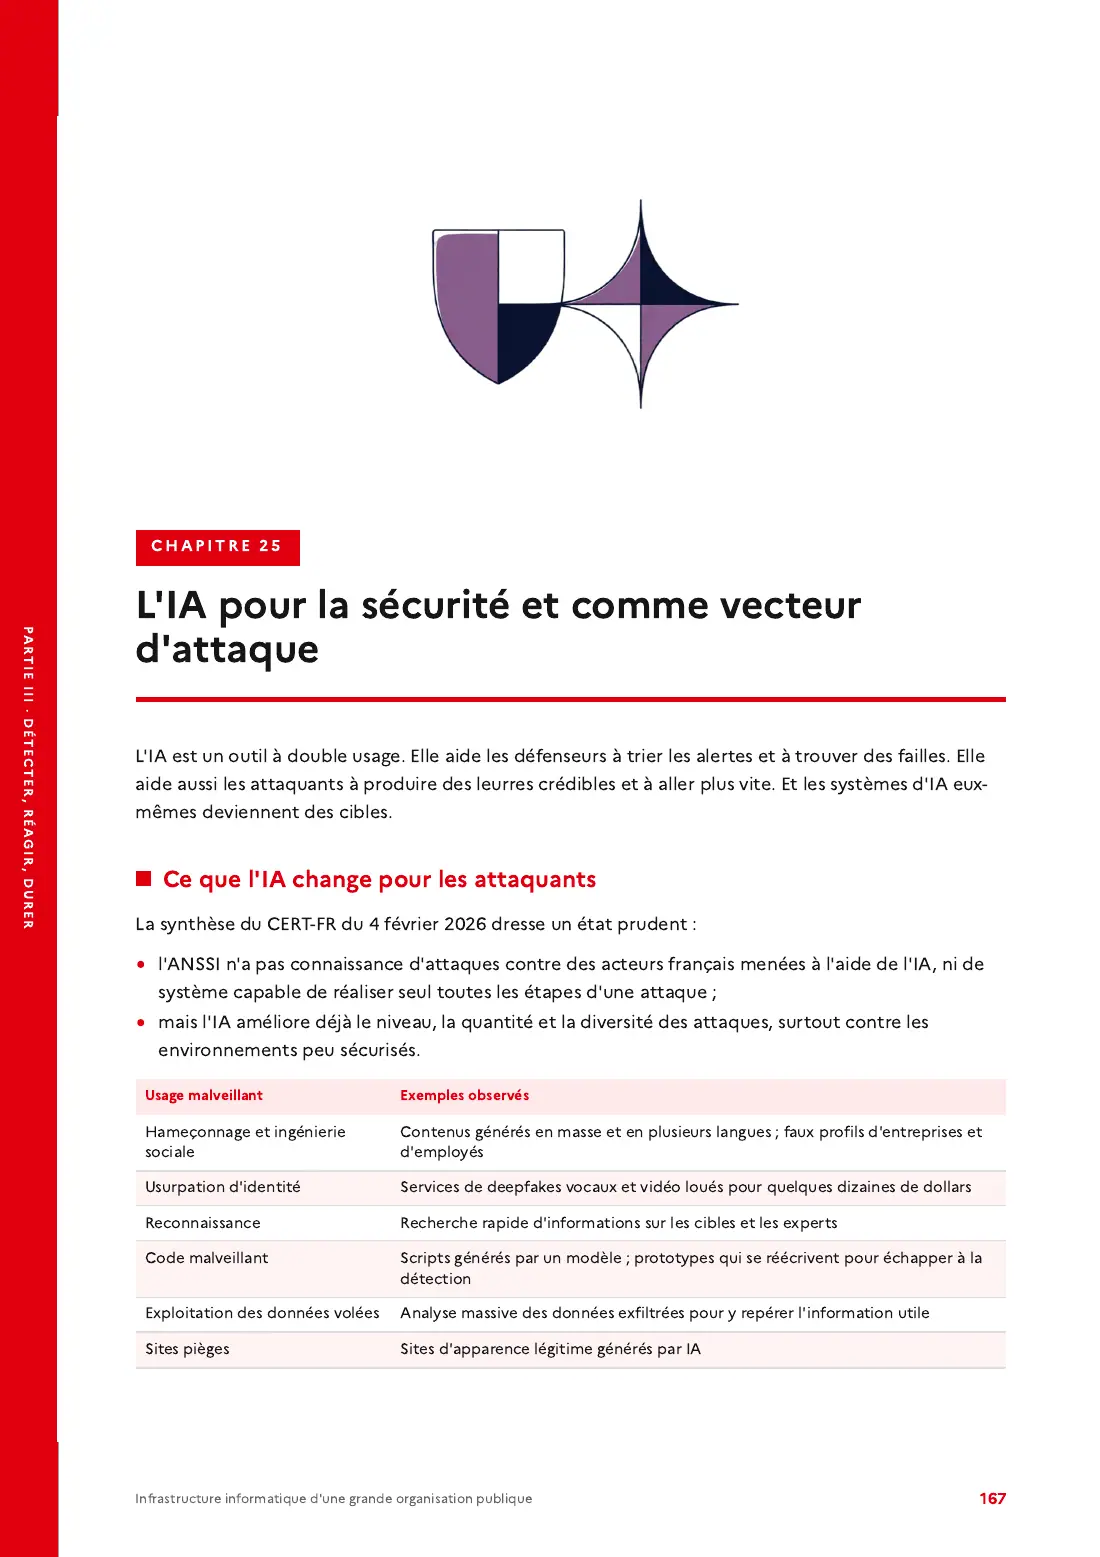 PARTIE III · DÉTECTER, RÉAGIR, DURER
CHAPITRE 25
L'IA pour la sécurité et comme vecteur
d'attaque
L'IA est un outil à double usage. Elle aide les défenseurs à trier les alertes et à trouver des failles. Elle
aide aussi les attaquants à produire des leurres crédibles et à aller plus vite. Et les systèmes d'IA eux-
mêmes deviennent des cibles.
Ce que l'IA change pour les attaquants
La synthèse du CERT-FR du 4 février 2026 dresse un état prudent :
• l'ANSSI n'a pas connaissance d'attaques contre des acteurs français menées à l'aide de l'IA, ni de
système capable de réaliser seul toutes les étapes d'une attaque ;
• mais l'IA améliore déjà le niveau, la quantité et la diversité des attaques, surtout contre les
environnements peu sécurisés.
Usage malveillant Exemples observés
Hameçonnage et ingénierie
sociale
Contenus générés en masse et en plusieurs langues ; faux profils d'entreprises et
d'employés
Usurpation d'identité Services de deepfakes vocaux et vidéo loués pour quelques dizaines de dollars
Reconnaissance Recherche rapide d'informations sur les cibles et les experts
Code malveillant Scripts générés par un modèle ; prototypes qui se réécrivent pour échapper à la
détection
Exploitation des données volées Analyse massive des données exfiltrées pour y repérer l'information utile
Sites pièges Sites d'apparence légitime générés par IA
Infrastructure informatique d'une grande organisation publique 167